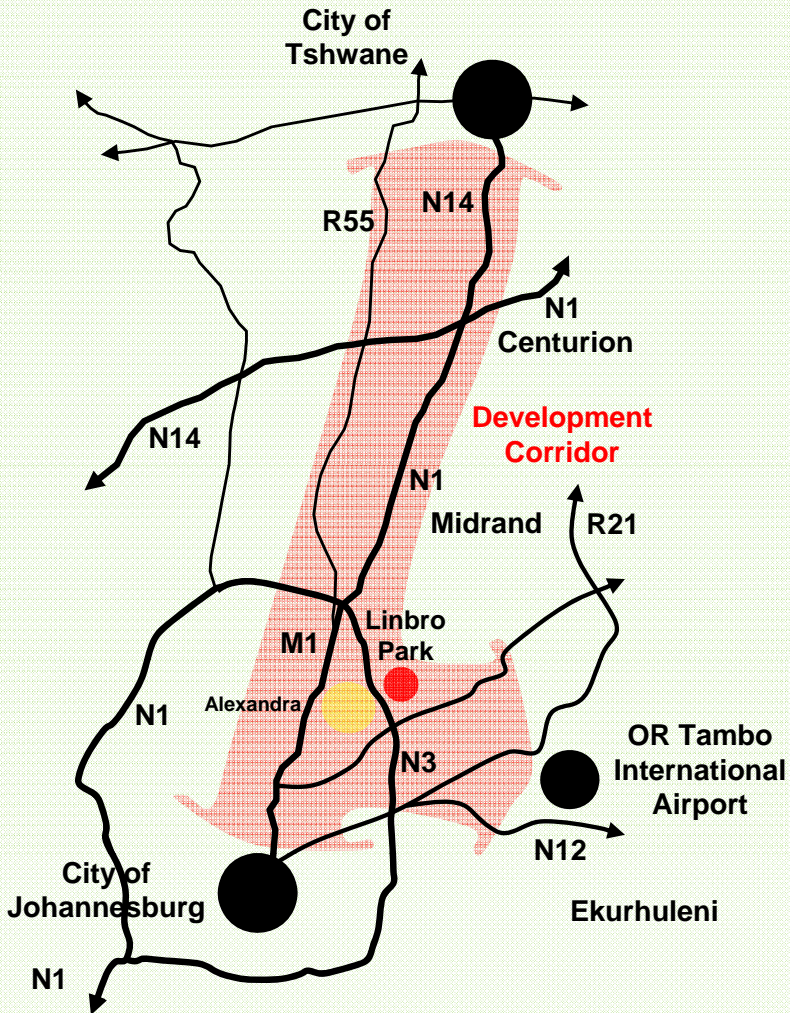 City of
Tshwane
N14
R55
N1
Centurion
N14
Development
Corridor
N1
Midrand
R21
Linbro
Park
M1
Alexandra
N1
N3
OR Tambo
International
Airport
N12
City of
Johannesburg
Ekurhuleni
N1